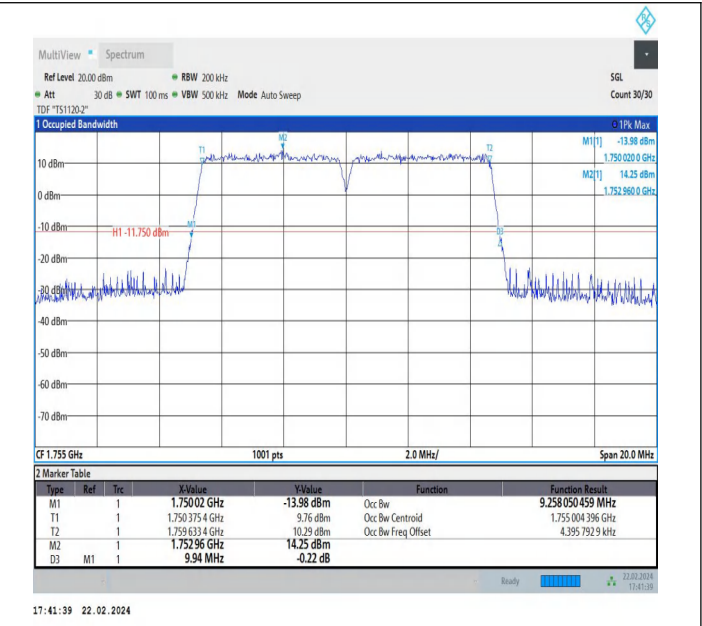 R&S
MultiView Spectrum
Ref Level 20.00 dBm RBW 200 kHz SGL
Att 30 dB SWT 100 ms VBW 500 kHz Mode Auto Sweep Count 30/30
TDF "TS1120-2"
1 Occupied Bandwidth 1Pk Max
M1[1] -13.98 dBm
1.750 020 0 GHz
M2[1] 14.25 dBm
1.752 960 0 GHz
M2
T1
T2
10 dBm
0 dBm
-10 dBm
M1
H1 -11.750 dBm
D3
-20 dBm
-30 dBm
-40 dBm
-50 dBm
-60 dBm
-70 dBm
CF 1.755 GHz 1001 pts 2.0 MHz/ Span 20.0 MHz
2 Marker Table
Type Ref Trc X-Value Y-Value Function Function Result
M1 1 1.750 02 GHz -13.98 dBm Occ Bw 9.258 050 459 MHz
T1 1 1.750 375 4 GHz 9.76 dBm Occ Bw Centroid 1.755 004 396 GHz
T2 1 1.759 633 4 GHz 10.29 dBm Occ Bw Freq Offset 4.395 792 9 kHz
M2 1 1.752 96 GHz 14.25 dBm
D3 M1 1 9.94 MHz -0.22 dB
Ready 22.02.2024
17:41:39
17:41:39 22.02.2024